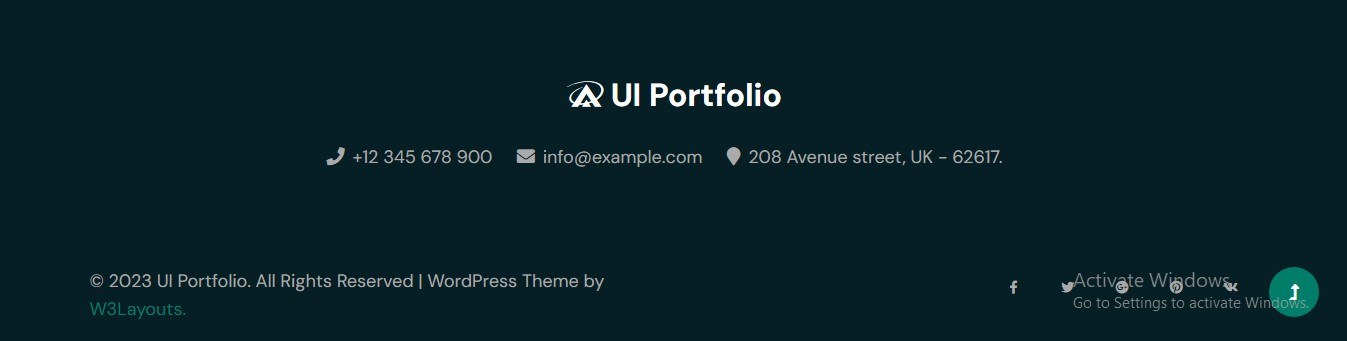 UI Portfolio
+12 345 678 900 info@example.com 208 Avenue street, UK - 62617.
© 2023 UI Portfolio. All Rights Reserved | WordPress Theme by
W3Layouts.
Activate Windows
Go to Settings to activate Windows.